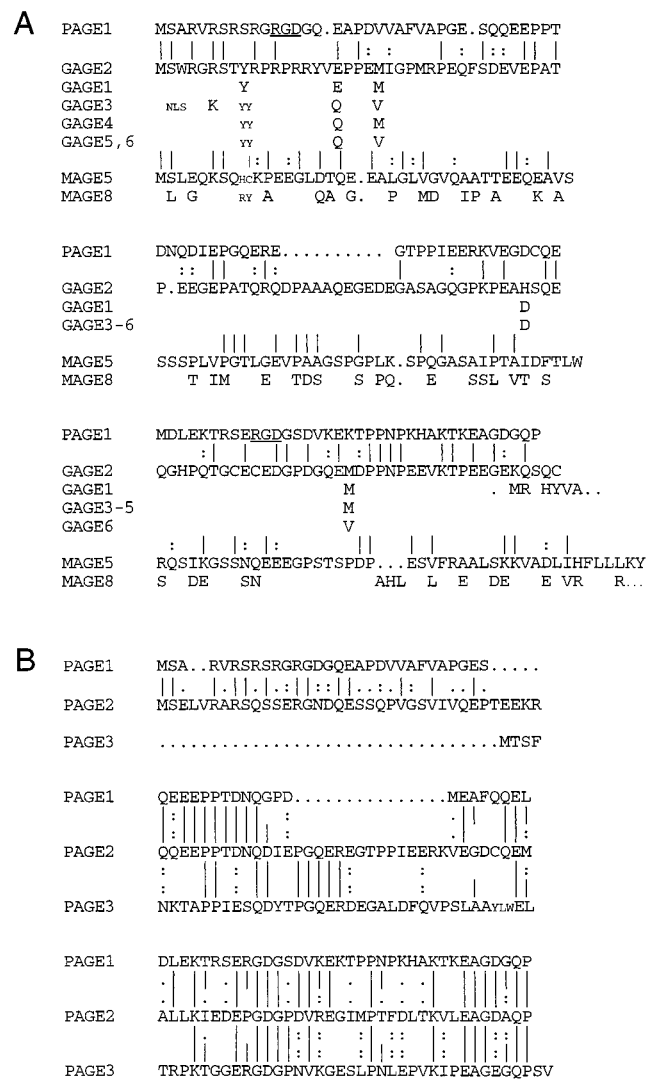 A
PAGE1 MSARVRSRSRGRGDGQ.EAPDVVAFVAPGE.SQQEEPPT
GAGE2 MSWRGRSTYRPRPRRYVEPPEMIGPMRPEQFSDEVEPAT
GAGE1 Y E M
GAGE3 NLS K YY Q V
GAGE4 YY Q M
GAGE5,6 YY Q V
MAGE5 MSLEQKSQHCKPEEGLDTQE.EALGLVGVQAATTEEQEAVS
MAGE8 L G RY A QA G. P MD IP A K A
PAGE1 DNQDIEPGQERE.......... GTPPIEERKVEGDCQE
GAGE2 P.EEGEPATQRQDPAAAQEGEDEGASAGQGPKPEAHSQE
GAGE1 D
GAGE3-6 D
MAGE5 SSSPLVPGTLGEVPAAGSPGPLK.SPQGASAIPTAIDFTLW
MAGE8 T IM E TDS S PQ. E SSL VT S
PAGE1 MDLEKTRSERGDGSDVKEKTPPNPKHAKTKEAGDGQP
GAGE2 QGHPQTGCECEDGPDGQEMDPPNPEEVKTPEEGEKQSQC
GAGE1 M . MR HYVA..
GAGE3-5 M
GAGE6 V
MAGE5 RQSIKGSSNQEEEGPSTSPDP...ESVFRAALSKKVADLIHFLLLKY
MAGE8 S DE SN AHL L E DE E VR R...
B
PAGE1 MSA..RVRSRSRGRGDGQEAPDVVAFVAPGES.....
PAGE2 MSELVRARSQSSERGNDQESSQPVGSVIVQEPTEEKR
PAGE3 .................................MTSF
PAGE1 QEEEPPTDNQGPD...............MEAFQQEL
PAGE2 QQEEPPTDNQDIEPGQEREGTPPIEERKVEGDCQEM
PAGE3 NKTAPPIESQDYTPGQERDEGALDFQVPSLAAYLWEL
PAGE1 DLEKTRSERGDGSDVKEKTPPNPKHAKTKEAGDGQP
PAGE2 ALLKIEDEPGDGPDVREGIMPTFDLTKVLEAGDAQP
PAGE3 TRPKTGGERGDGPNVKGESLPNLEPVKIPEAGEGQPSV